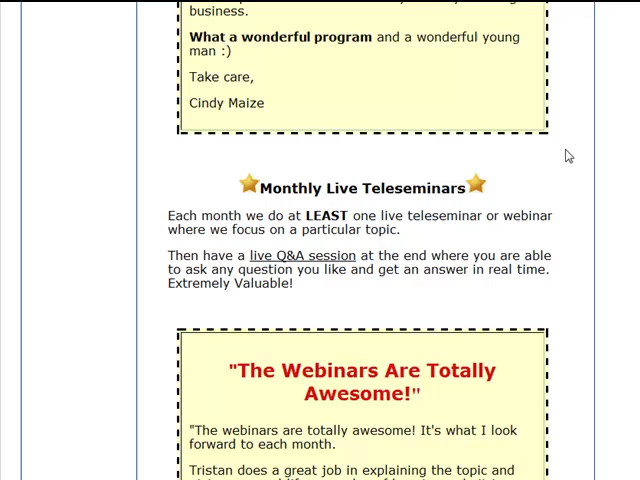 business.
What a wonderful program and a wonderful young
man :)
Take care,
Cindy Maize
Monthly Live Teleseminars
Each month we do at LEAST one live teleseminar or webinar
where we focus on a particular topic.
Then have a live Q&A session at the end where you are able
to ask any question you like and get an answer in real time.
Extremely Valuable!
"The Webinars Are Totally
Awesome!"
"The webinars are totally awesome! It's what I look
forward to each month.
Tristan does a great job in explaining the topic and